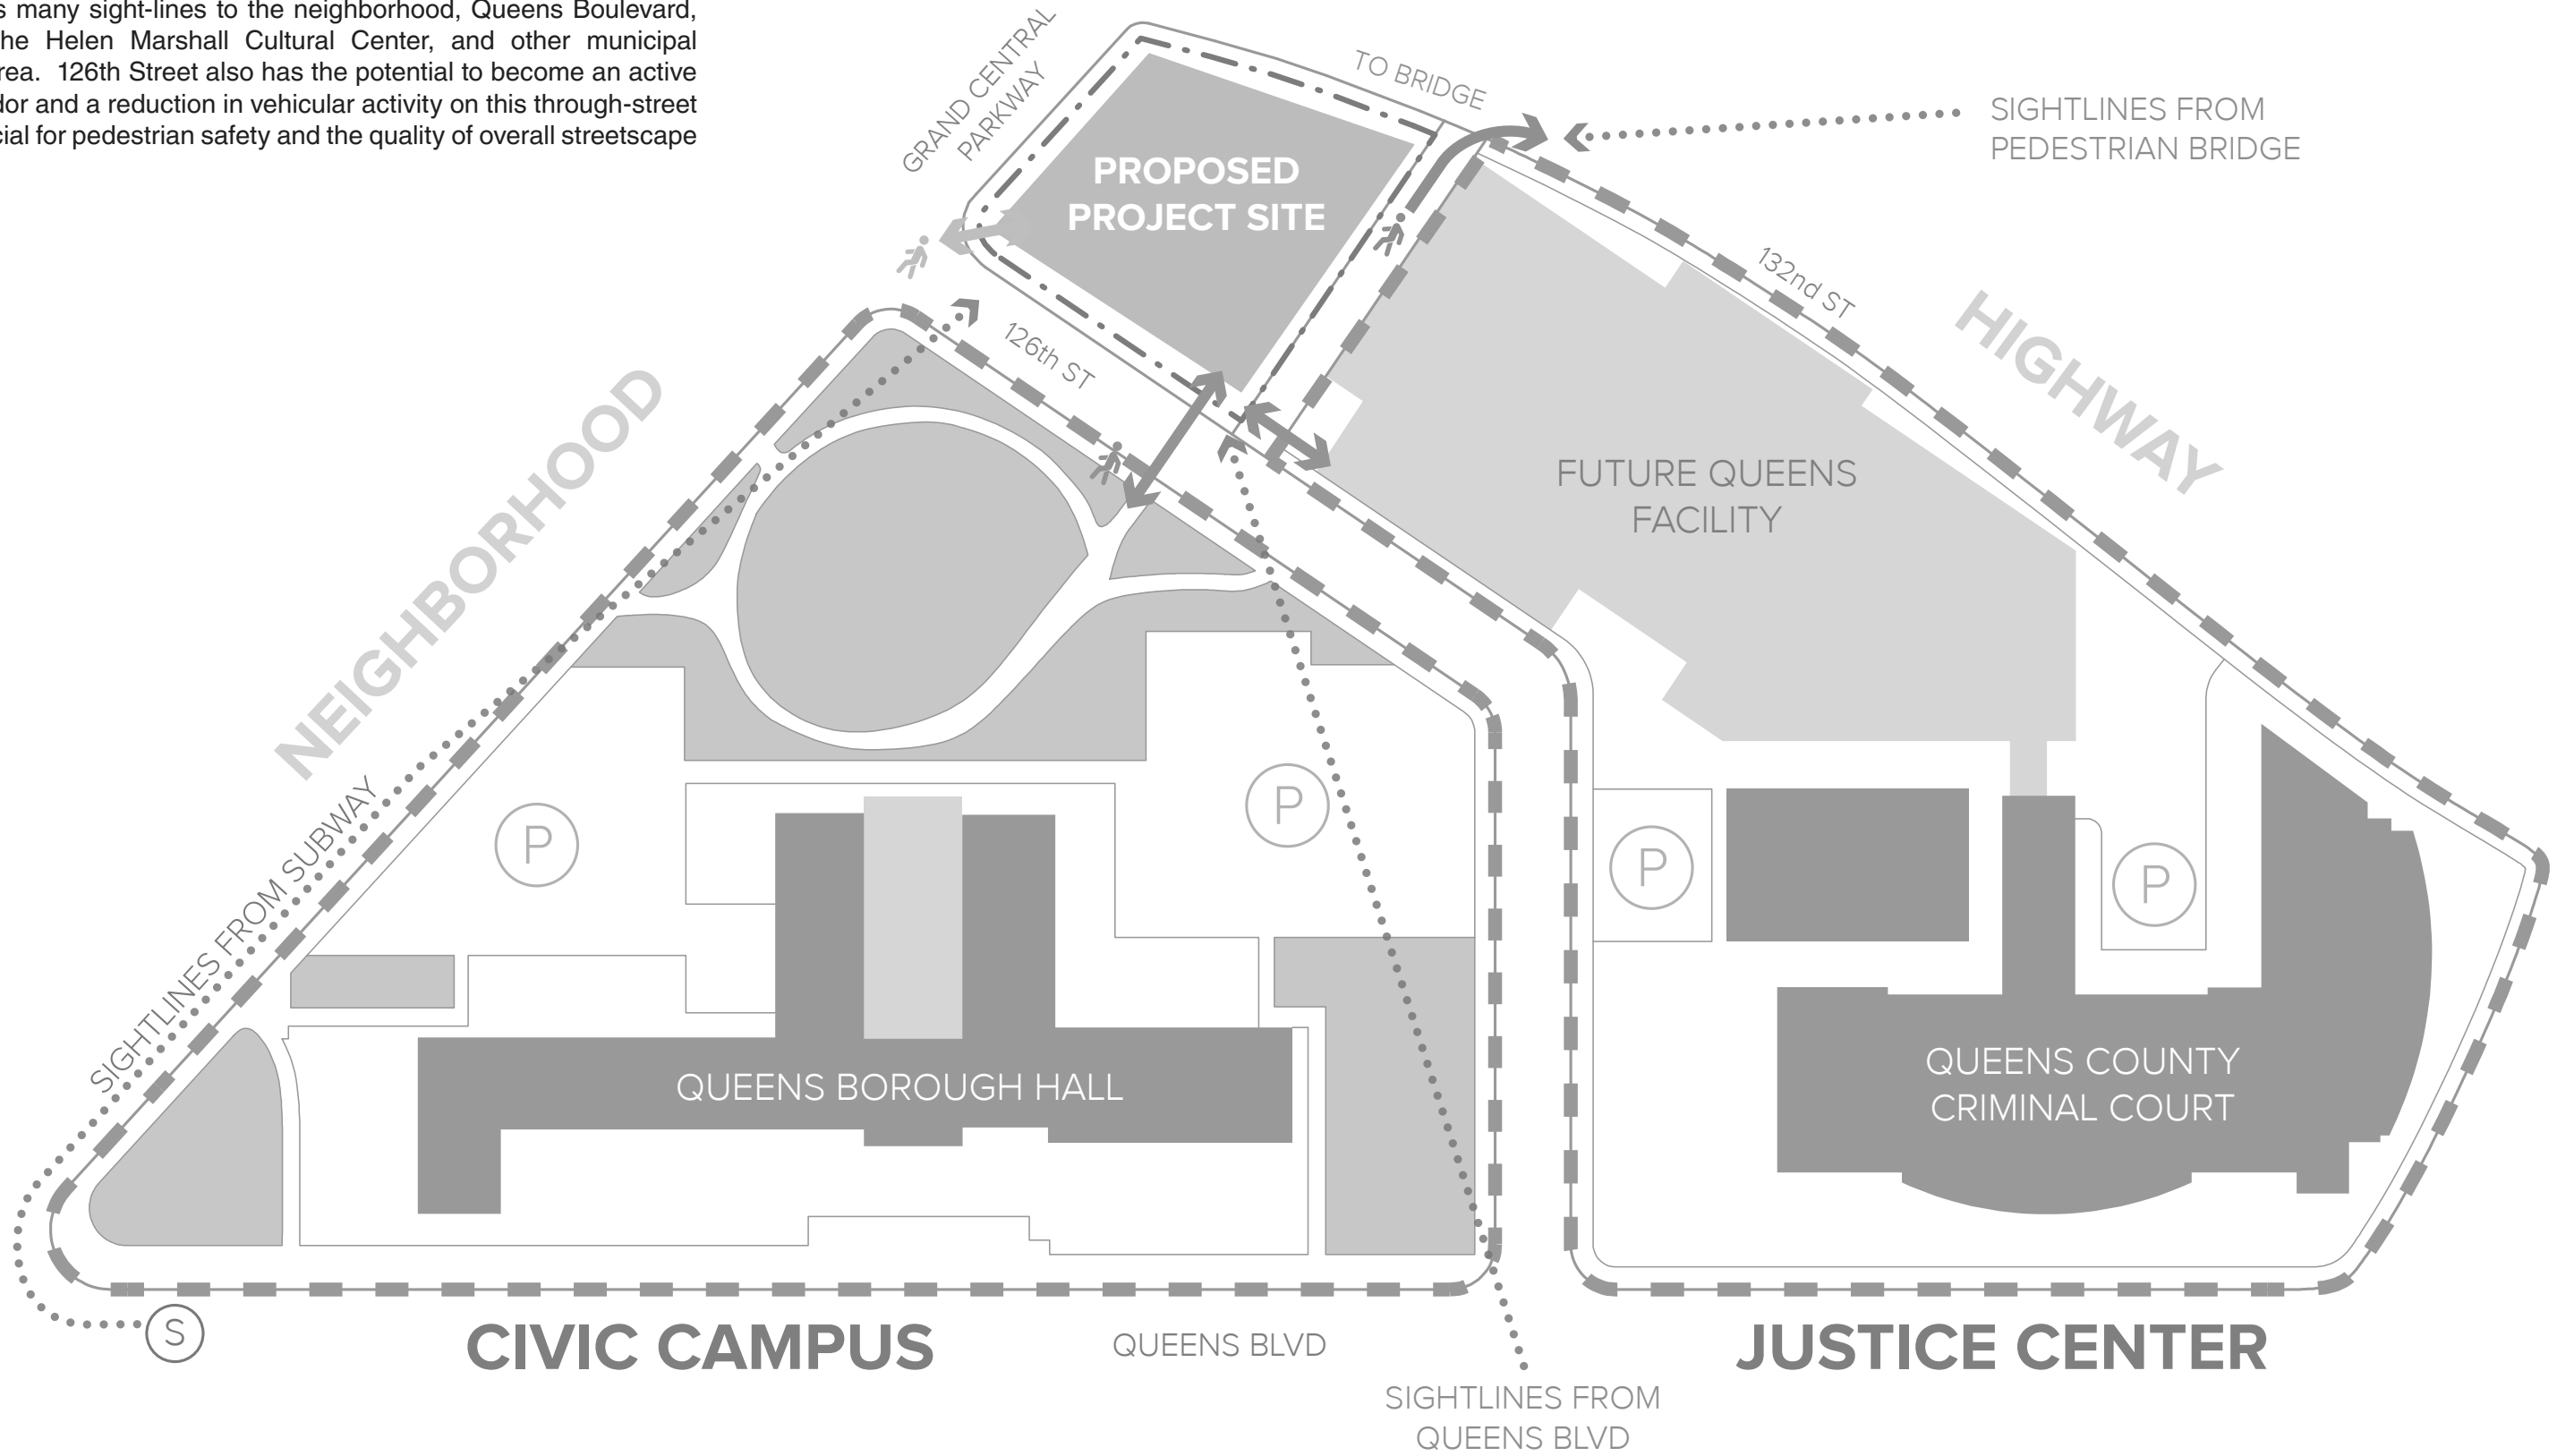 s many sight-lines to the neighborhood, Queens Boulevard,
he Helen Marshall Cultural Center, and other municipal
rea. 126th Street also has the potential to become an active
dor and a reduction in vehicular activity on this through-street
cial for pedestrian safety and the quality of overall streetscape
GRAND CENTRAL
PARKWAY
TO BRIDGE
SIGHTLINES FROM
PEDESTRIAN BRIDGE
PROPOSED
PROJECT SITE
132nd ST
HIGHWAY
126th ST
NEIGHBORHOOD
FUTURE QUEENS
FACILITY
SIGHTLINES FROM SUBWAY
P
P
P
P
QUEENS BOROUGH HALL
QUEENS COUNTY
CRIMINAL COURT
S
CIVIC CAMPUS
QUEENS BLVD
JUSTICE CENTER
SIGHTLINES FROM
QUEENS BLVD